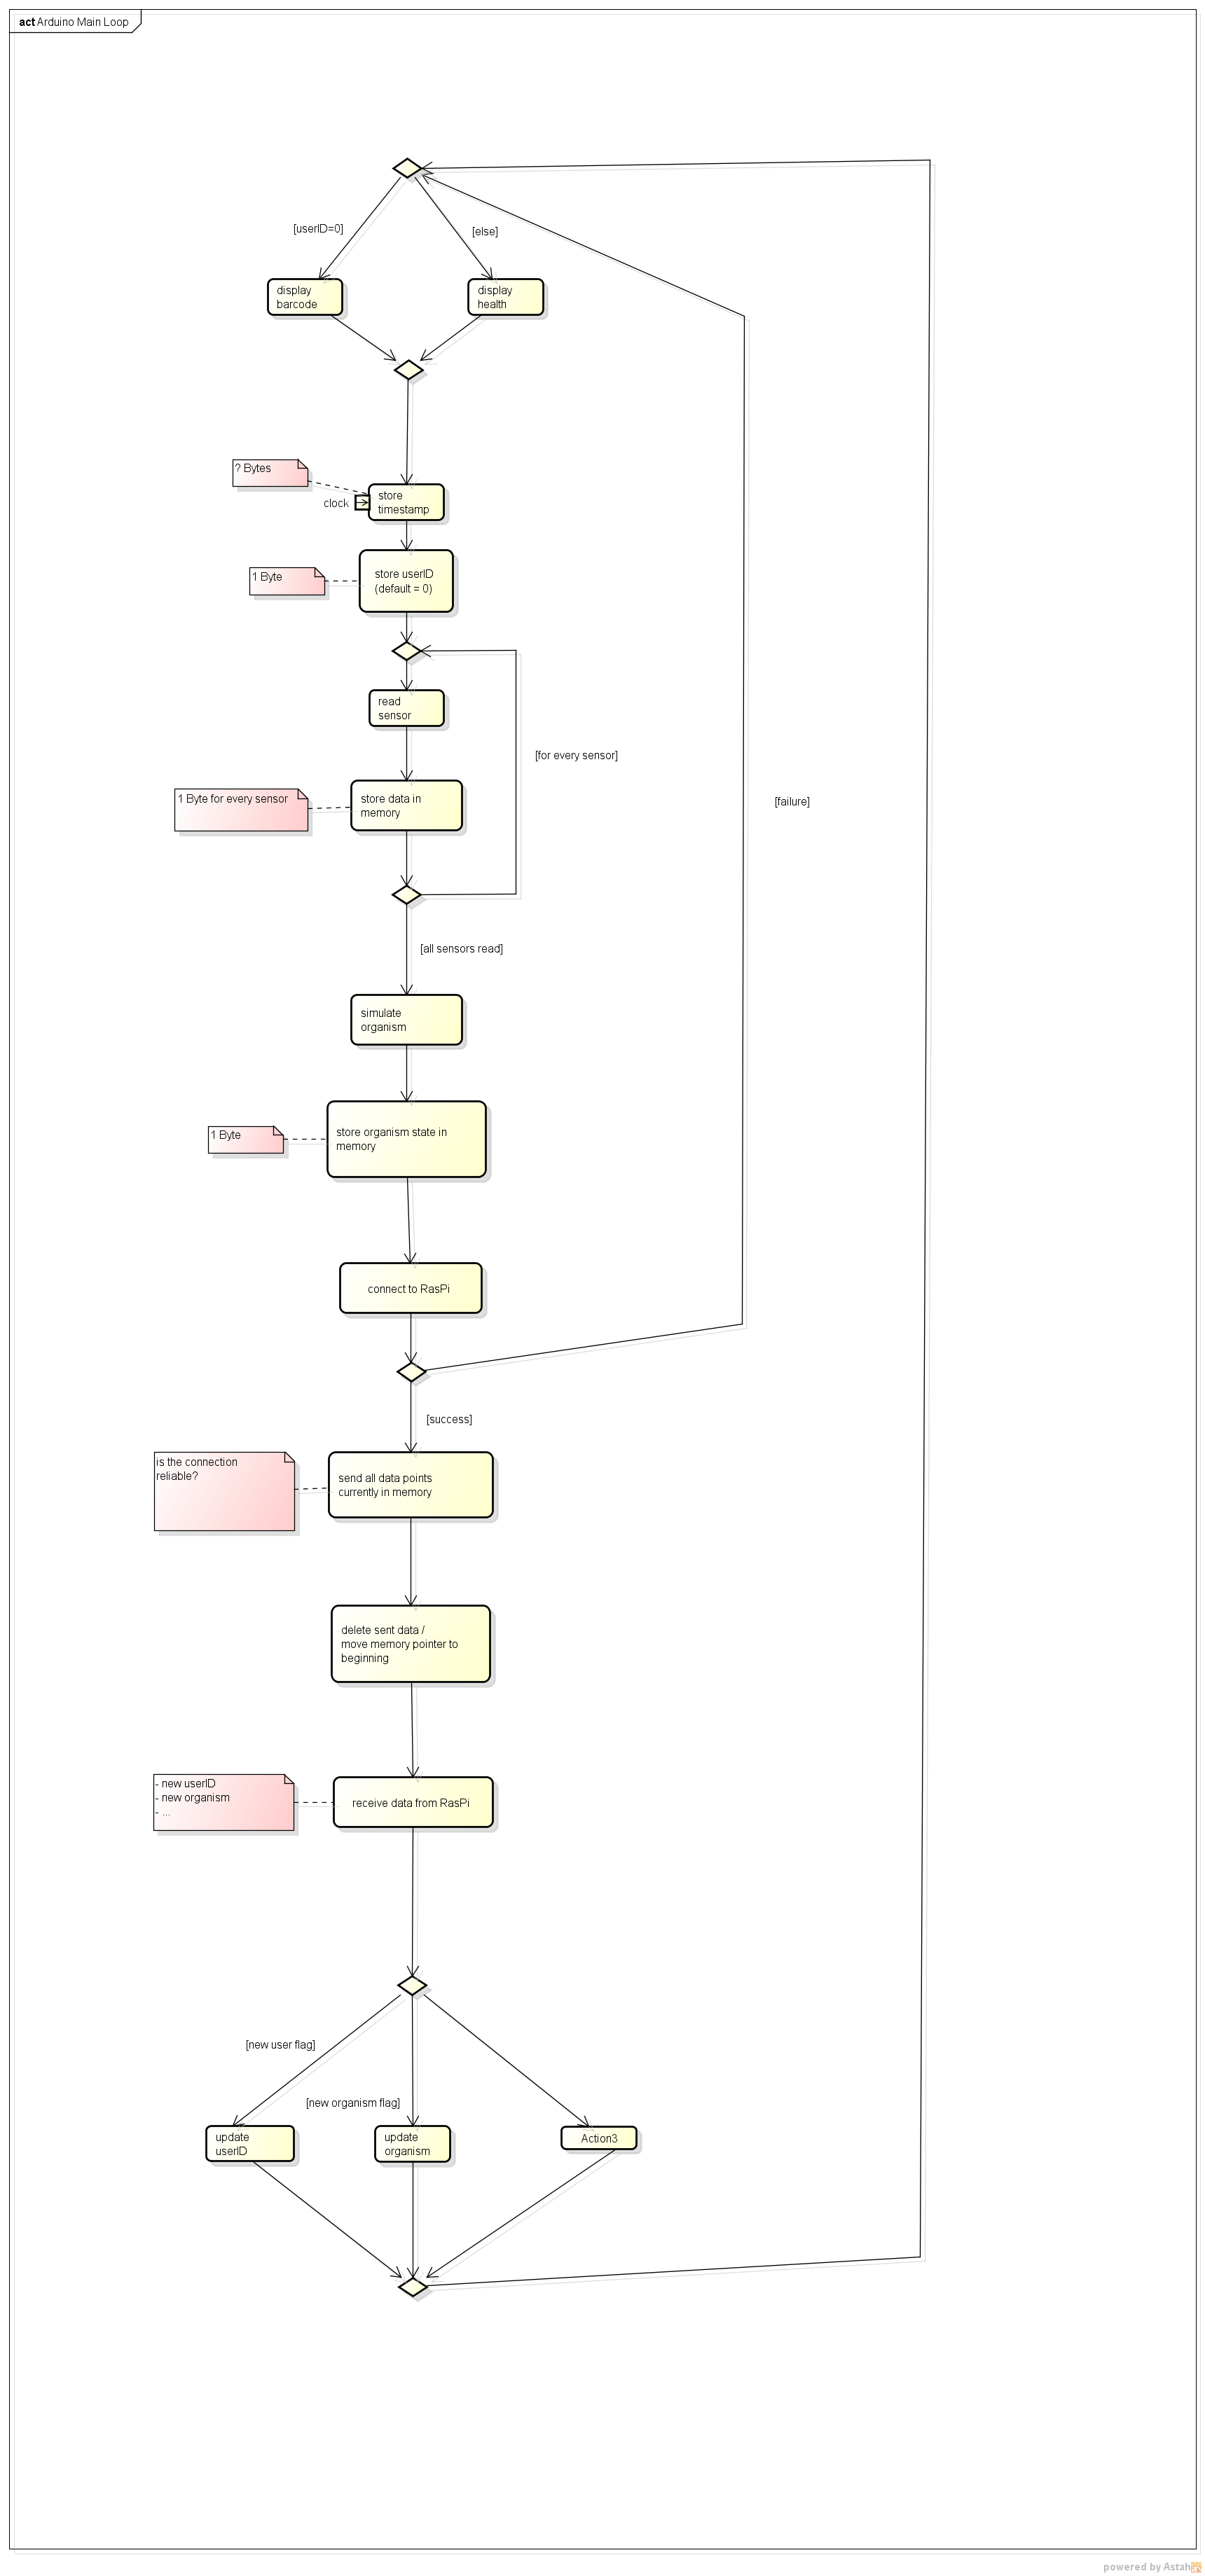 act Arduino Main Loop
[userID=0]
[else]
display
barcode
display
health
? Bytes
clock
store
timestamp
1 Byte
store userID
(default = 0)
read
sensor
[for every sensor]
1 Byte for every sensor
store data in
memory
[failure]
[all sensors read]
simulate
organism
1 Byte
store organism state in
memory
connect to RasPi
[success]
is the connection
reliable?
send all data points
currently in memory
delete sent data /
move memory pointer to
beginning
- new userID
- new organism
- ...
receive data from RasPi
[new user flag]
[new organism flag]
update
userID
update
organism
Action3
powered by Astah